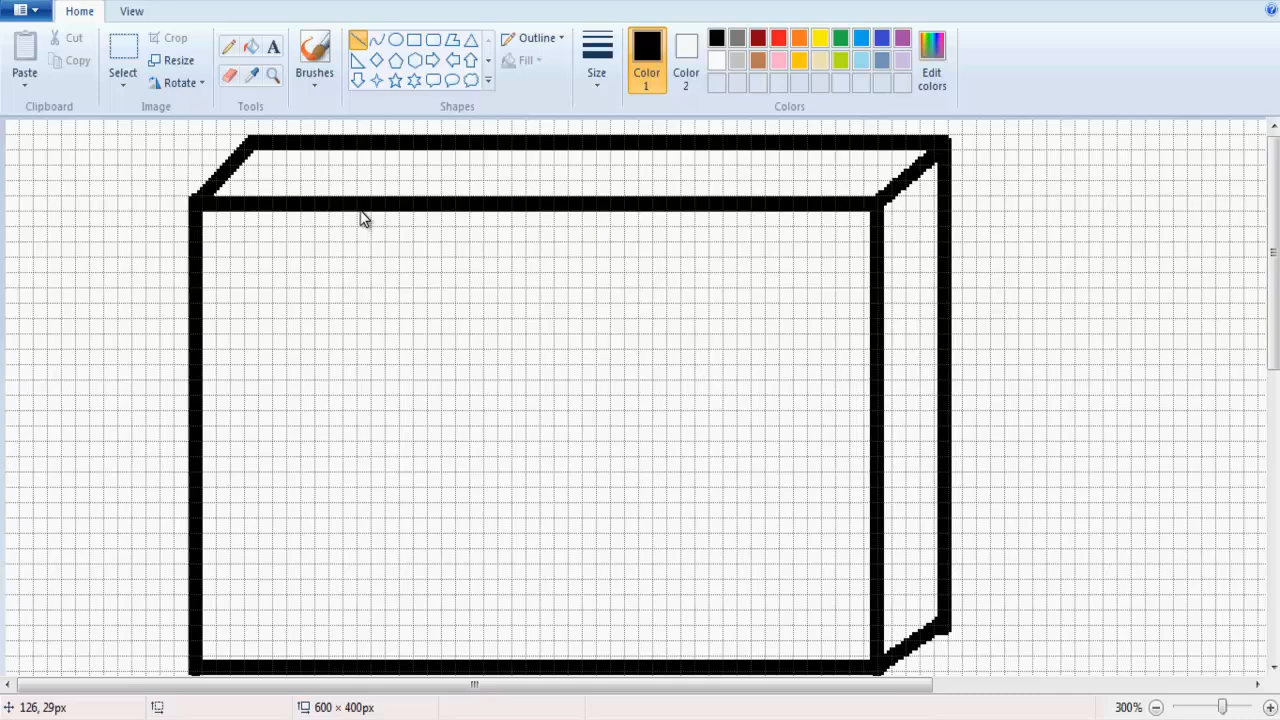 Home View
Paste
Cut
Copy
Clipboard
Select
Crop
Resize
Rotate
Image
A
Tools
Brushes
Outline
Fill
Shapes
Size
Color 1
Color 2
Edit colors
Colors
126, 29px
600 × 400px
300%